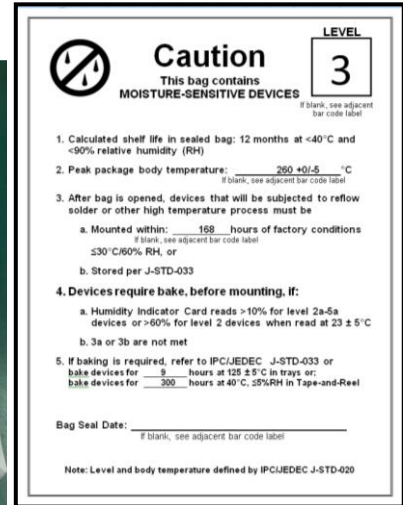 LEVEL
3
Caution
This bag contains
MOISTURE-SENSITIVE DEVICES
If blank, see adjacent
bar code label
1. Calculated shelf life in sealed bag: 12 months at <40°C and
<90% relative humidity (RH)
2. Peak package body temperature: 260 +0/-5 °C
If blank, see adjacent bar code label
3. After bag is opened, devices that will be subjected to reflow
solder or other high temperature process must be
a. Mounted within: 168 hours of factory conditions
If blank, see adjacent bar code label
≤30°C/60% RH, or
b. Stored per J-STD-033
4. Devices require bake, before mounting, if:
a. Humidity Indicator Card reads >10% for level 2a-5a
devices or >60% for level 2 devices when read at 23 ± 5°C
b. 3a or 3b are not met
5. If baking is required, refer to IPC/JEDEC J-STD-033 or
bake devices for 9 hours at 125 ±5°C in trays or;
bake devices for 300 hours at 40°C, ≤5%RH in Tape-and-Reel
Bag Seal Date:
If blank, see adjacent bar code label
Note: Level and body temperature defined by IPC/JEDEC J-STD-020